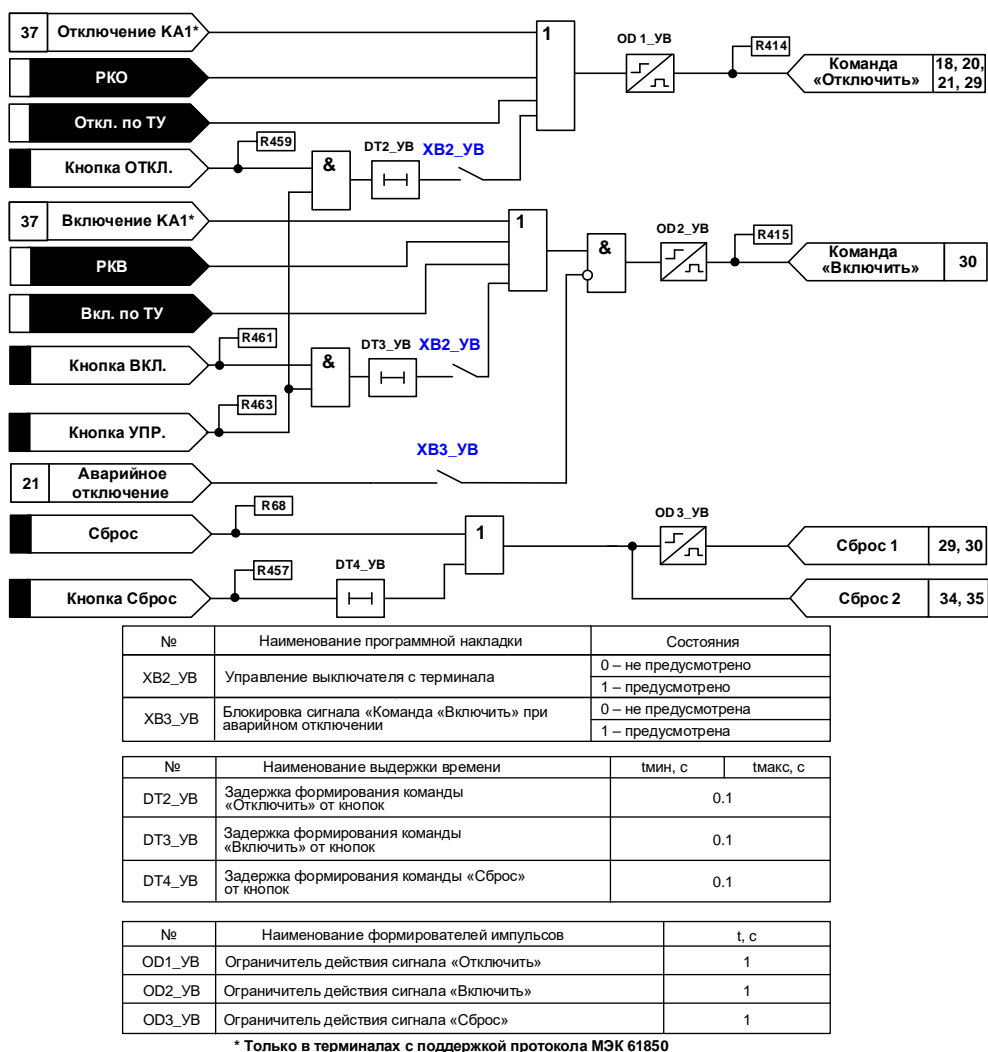 37 Отключение КА1*
РКО
Откл. по ТУ
Кнопка ОТКЛ.
R459
&
DT2_УВ
ХВ2_УВ
1
OD1_УВ
R414
Команда
«Отключить»
18, 20,
21, 29
37 Включение КА1*
РКВ
Вкл. по ТУ
Кнопка ВКЛ.
R461
&
DT3_УВ
ХВ2_УВ
1
&
OD2_УВ
R415
Команда
«Включить»
30
Кнопка УПР.
R463
21 Аварийное
отключение
ХВ3_УВ
Сброс
R68
1
OD3_УВ
Сброс 1 29, 30
Кнопка Сброс
R457
DT4_УВ
Сброс 2 34, 35
№ Наименование программной накладки Состояния
ХВ2_УВ Управление выключателя с терминала
0 – не предусмотрено
1 – предусмотрено
ХВ3_УВ Блокировка сигнала «Команда «Включить» при
аварийном отключении
0 – не предусмотрена
1 – предусмотрена
№ Наименование выдержки времени tмин, с tмакс, с
DT2_УВ Задержка формирования команды
«Отключить» от кнопок
0.1
DT3_УВ Задержка формирования команды
«Включить» от кнопок
0.1
DT4_УВ Задержка формирования команды «Сброс»
от кнопок
0.1
№ Наименование формирователей импульсов t, с
OD1_УВ Ограничитель действия сигнала «Отключить» 1
OD2_УВ Ограничитель действия сигнала «Включить» 1
OD3_УВ Ограничитель действия сигнала «Сброс» 1
* Только в терминалах с поддержкой протокола МЭК 61850